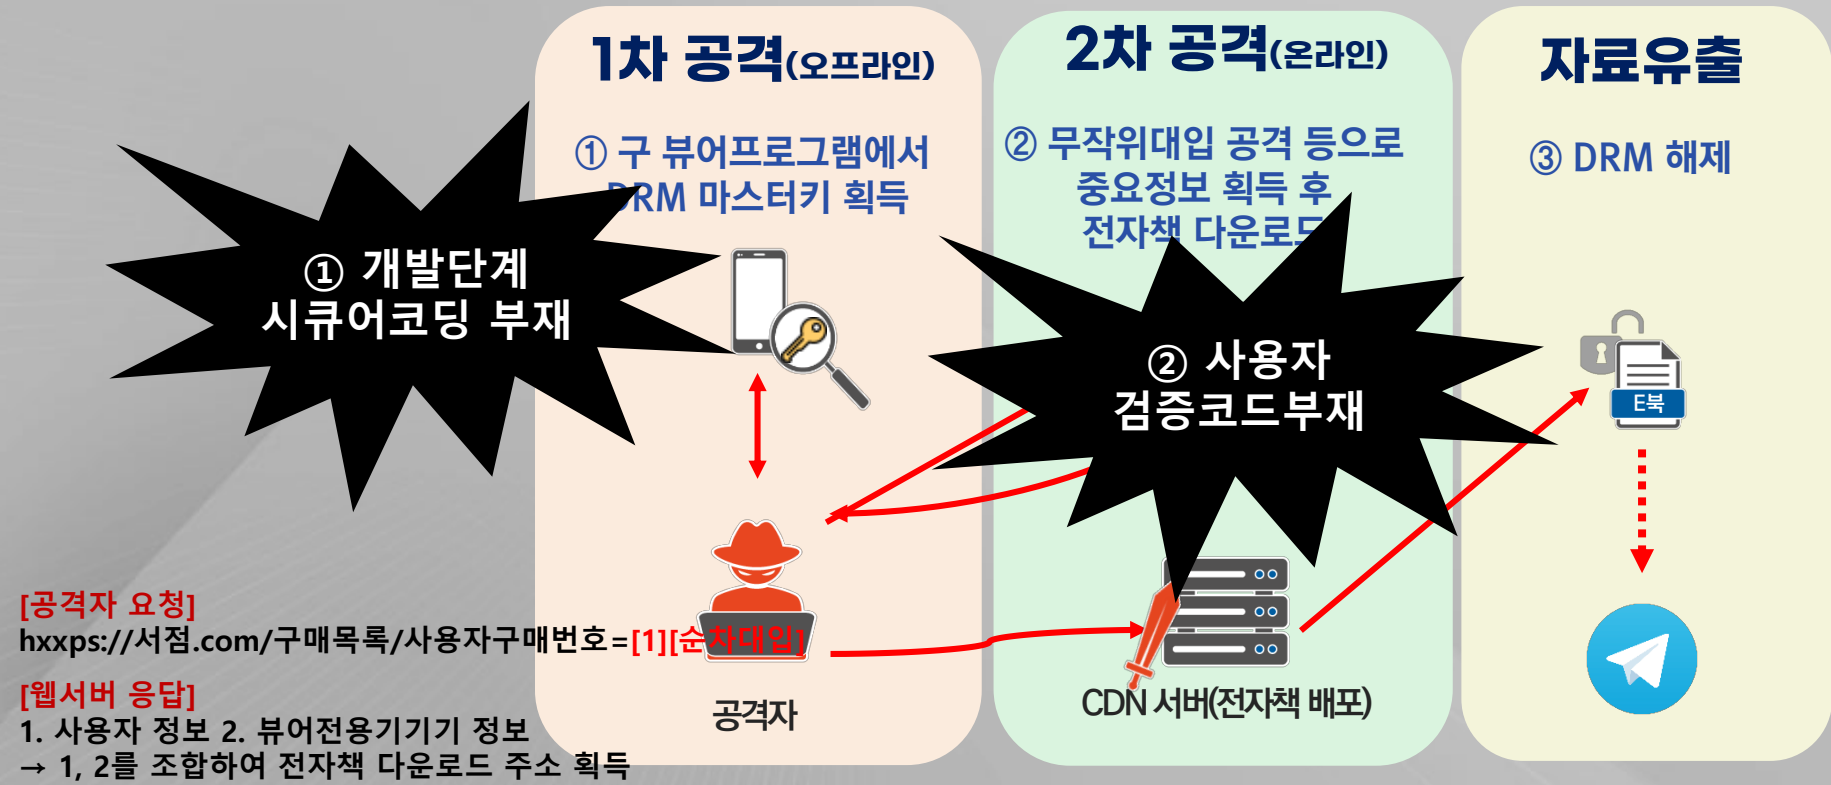 1차 공격(오프라인)
① 구 뷰어프로그램에서
DRM 마스터키 획득
① 개발단계
시큐어코딩 부재
공격자
[공격자 요청]
hxxps://서점.com/구매목록/사용자구매번호=[1][순차대입]
[웹서버 응답]
1. 사용자 정보 2. 뷰어전용기기기 정보
→ 1, 2를 조합하여 전자책 다운로드 주소 획득
2차 공격(온라인)
② 무작위대입 공격 등으로
중요정보 획득 후
전자책 다운로드
② 사용자
검증코드부재
CDN 서버(전자책 배포)
자료유출
③ DRM 해제
E북